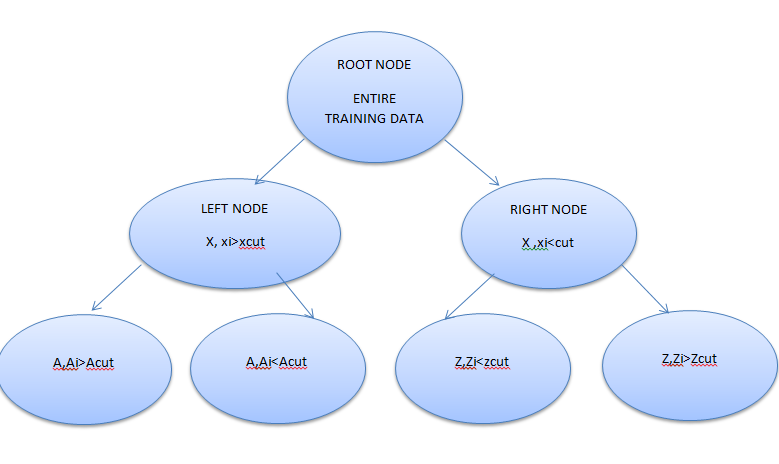 ROOT NODE
ENTIRE
TRAINING DATA
LEFT NODE
X, xi>xcut
RIGHT NODE
X ,xi<cut
A,Ai>Acut
A,Ai<Acut
Z,Zi<zcut
Z,Zi>Zcut